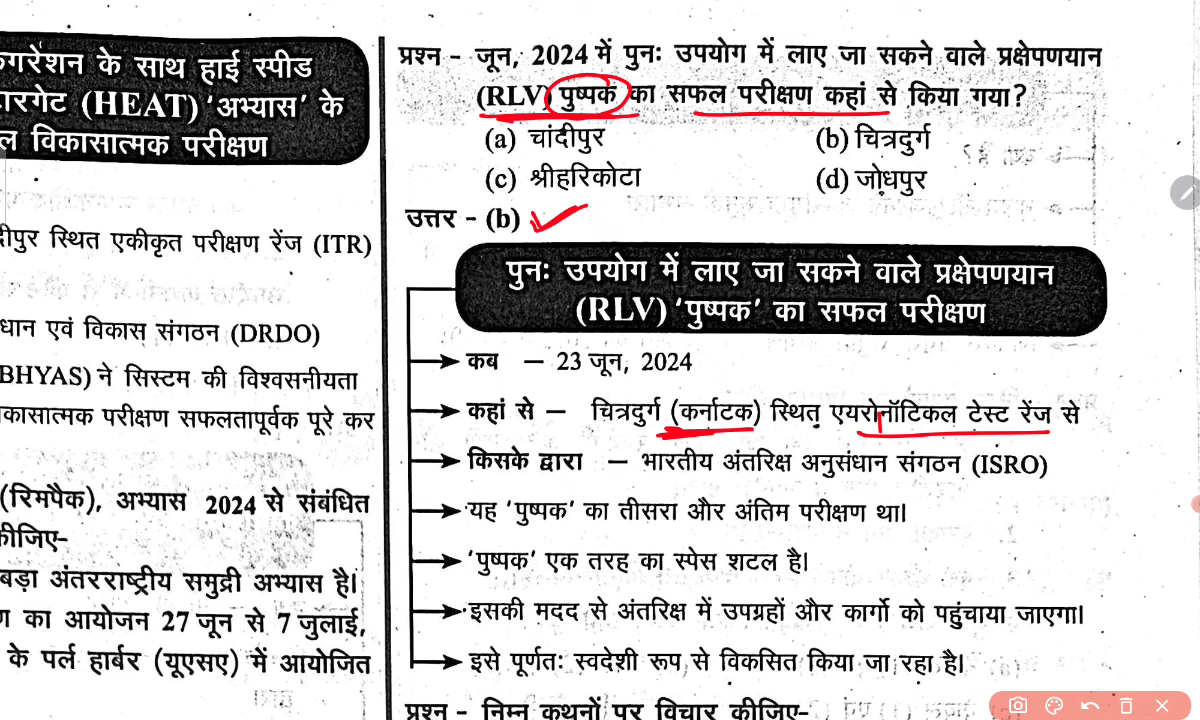 के साथ हाई स्पीड
(HEAT) ‘अभ्यास’ के
विकासात्मक परीक्षण
स्थित एकीकृत परीक्षण रेंज (ITR)
एवं विकास संगठन (DRDO)
ने सिस्टम की विश्वसनीयता
परीक्षण सफलतापूर्वक पूरे कर
(रिमपैक), अभ्यास 2024 से संबंधित
बड़ा अंतरराष्ट्रीय समुद्री अभ्यास है।
का आयोजन 27 जून से 7 जुलाई,
के पर्ल हार्बर (यूएसए) में आयोजित
प्रश्न - जून, 2024 में पुनः उपयोग में लाए जा सकने वाले प्रक्षेपणयान
(RLV) पुष्पक का सफल परीक्षण कहां से किया गया?
(a) चांदीपुर (b) चित्रदुर्ग
(c) श्रीहरिकोटा (d) जोधपुर
उत्तर - (b)
पुनः उपयोग में लाए जा सकने वाले प्रक्षेपणयान
(RLV) ‘पुष्पक’ का सफल परीक्षण
कब — 23 जून, 2024
कहां से — चित्रदुर्ग (कर्नाटक) स्थित एयरोनॉटिकल टेस्ट रेंज से
किसके द्वारा — भारतीय अंतरिक्ष अनुसंधान संगठन (ISRO)
यह ‘पुष्पक’ का तीसरा और अंतिम परीक्षण था।
‘पुष्पक’ एक तरह का स्पेस शटल है।
इसकी मदद से अंतरिक्ष में उपग्रहों और कार्गो को पहुंचाया जाएगा।
इसे पूर्णतः स्वदेशी रूप से विकसित किया जा रहा है।
प्रश्न - निम्न कथनों पर विचार कीजिए-